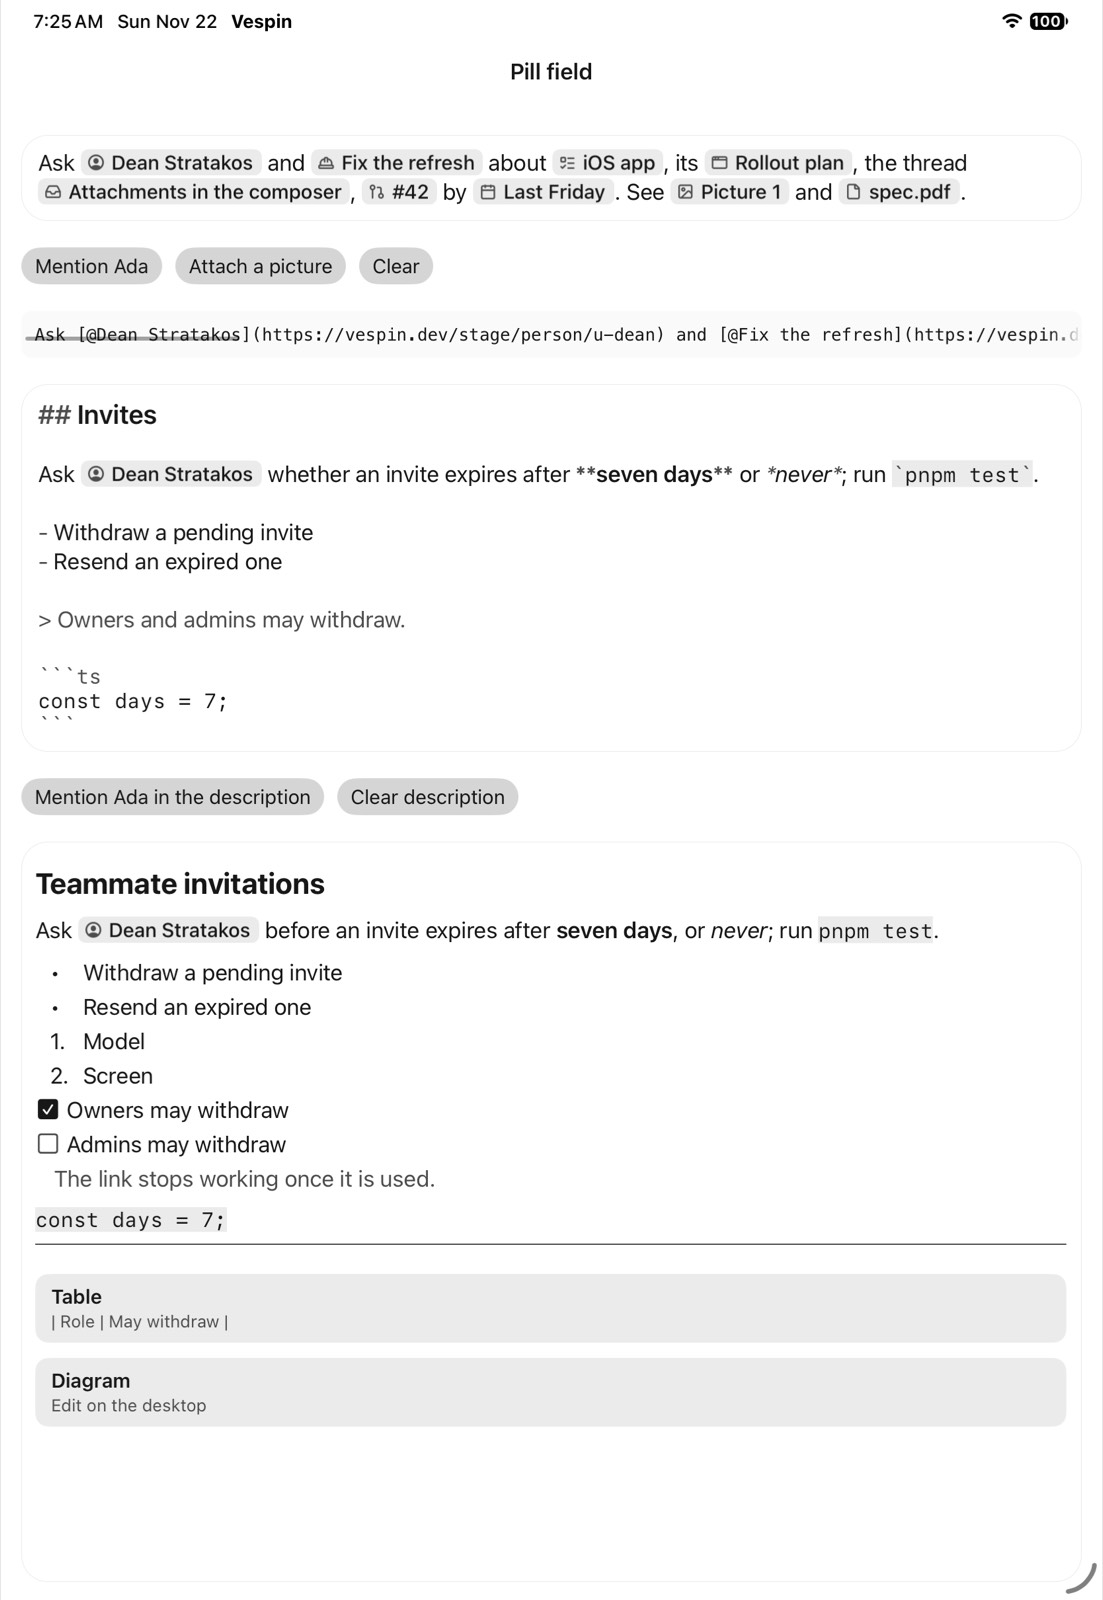 7:25 AM Sun Nov 22 Vespin 100
Pill field
Ask Dean Stratakos and Fix the refresh about iOS app, its Rollout plan, the thread
Attachments in the composer, #42 by Last Friday. See Picture 1 and spec.pdf.
Mention Ada Attach a picture Clear
Ask [@Dean Stratakos](https://vespin.dev/stage/person/u-dean) and [@Fix the refresh](https://vespin.d
## Invites
Ask Dean Stratakos whether an invite expires after **seven days** or *never*; run `pnpm test`.
- Withdraw a pending invite
- Resend an expired one
> Owners and admins may withdraw.
```ts
const days = 7;
```
Mention Ada in the description Clear description
Teammate invitations
Ask Dean Stratakos before an invite expires after seven days, or never; run pnpm test.
• Withdraw a pending invite
• Resend an expired one
1. Model
2. Screen
Owners may withdraw
Admins may withdraw
The link stops working once it is used.
const days = 7;
Table
| Role | May withdraw |
Diagram
Edit on the desktop